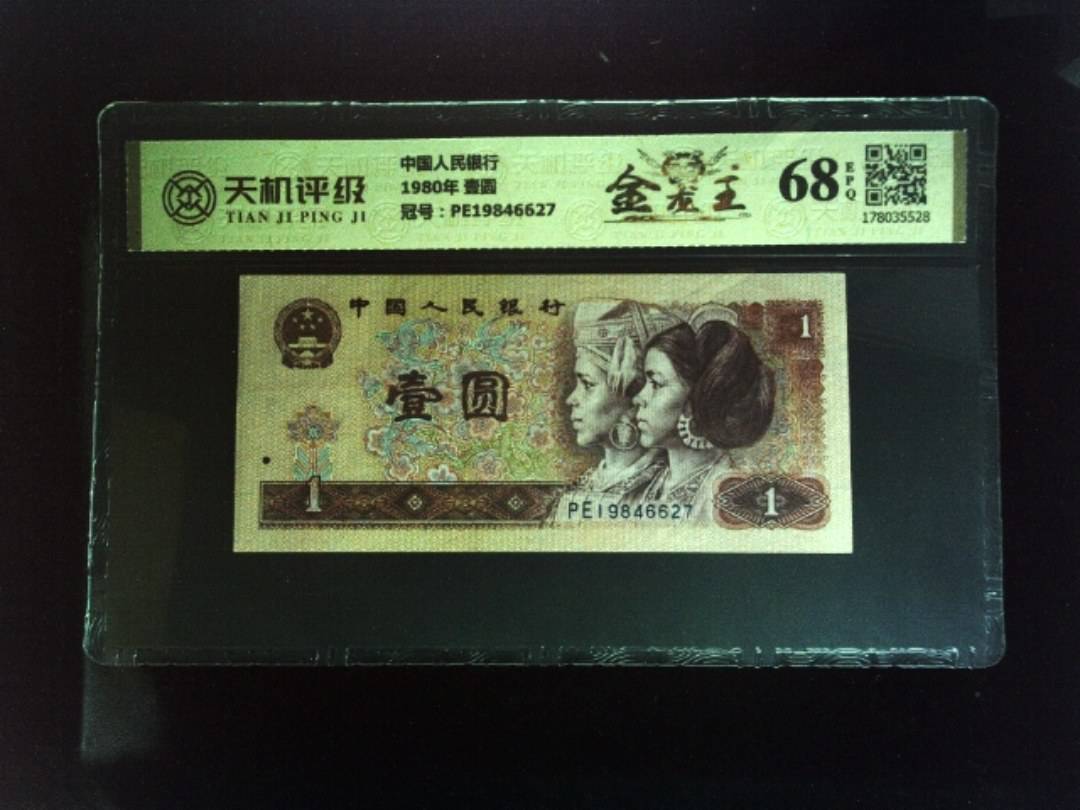 天机评级
TIAN JI PING JI
中国人民银行
1980年 壹圆
冠号：PE19846627
金龙王
68
EPQ
178035528
中国人民银行
1
壹圆
1
PE19846627
1